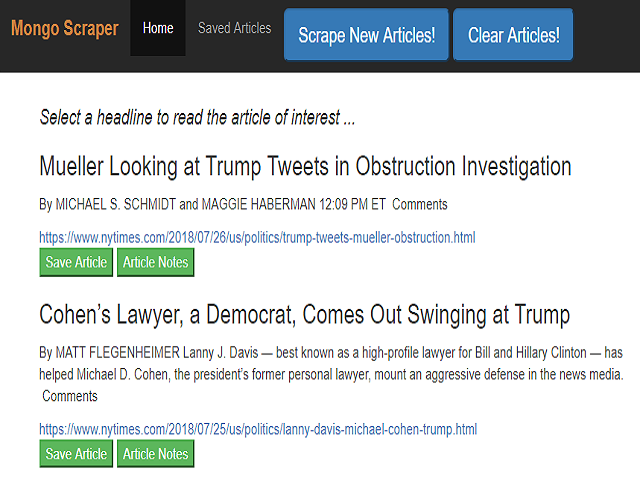 Mongo Scraper Home Saved Articles Scrape New Articles! Clear Articles!
Select a headline to read the article of interest ...
Mueller Looking at Trump Tweets in Obstruction Investigation
By MICHAEL S. SCHMIDT and MAGGIE HABERMAN 12:09 PM ET Comments
https://www.nytimes.com/2018/07/26/us/politics/trump-tweets-mueller-obstruction.html
Save Article Article Notes
Cohen’s Lawyer, a Democrat, Comes Out Swinging at Trump
By MATT FLEGENHEIMER Lanny J. Davis — best known as a high-profile lawyer for Bill and Hillary Clinton — has
helped Michael D. Cohen, the president’s former personal lawyer, mount an aggressive defense in the news media.
Comments
https://www.nytimes.com/2018/07/25/us/politics/lanny-davis-michael-cohen-trump.html
Save Article Article Notes